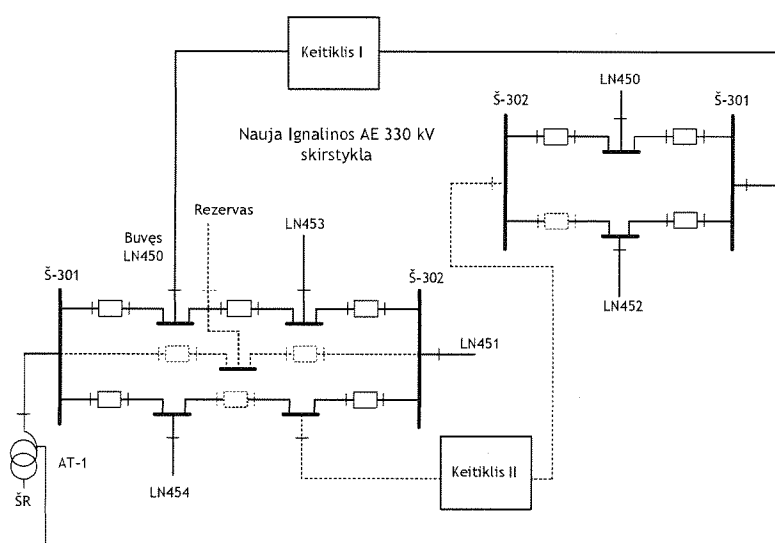 Keitiklis I
LN450
Š-302
Š-301
Nauja Ignalinos AE 330 kV
skirstykla
Rezervas
Buvęs
LN450
LN453
Š-301
Š-302
LN452
LN451
AT-1
ŠR
LN454
Keitiklis II